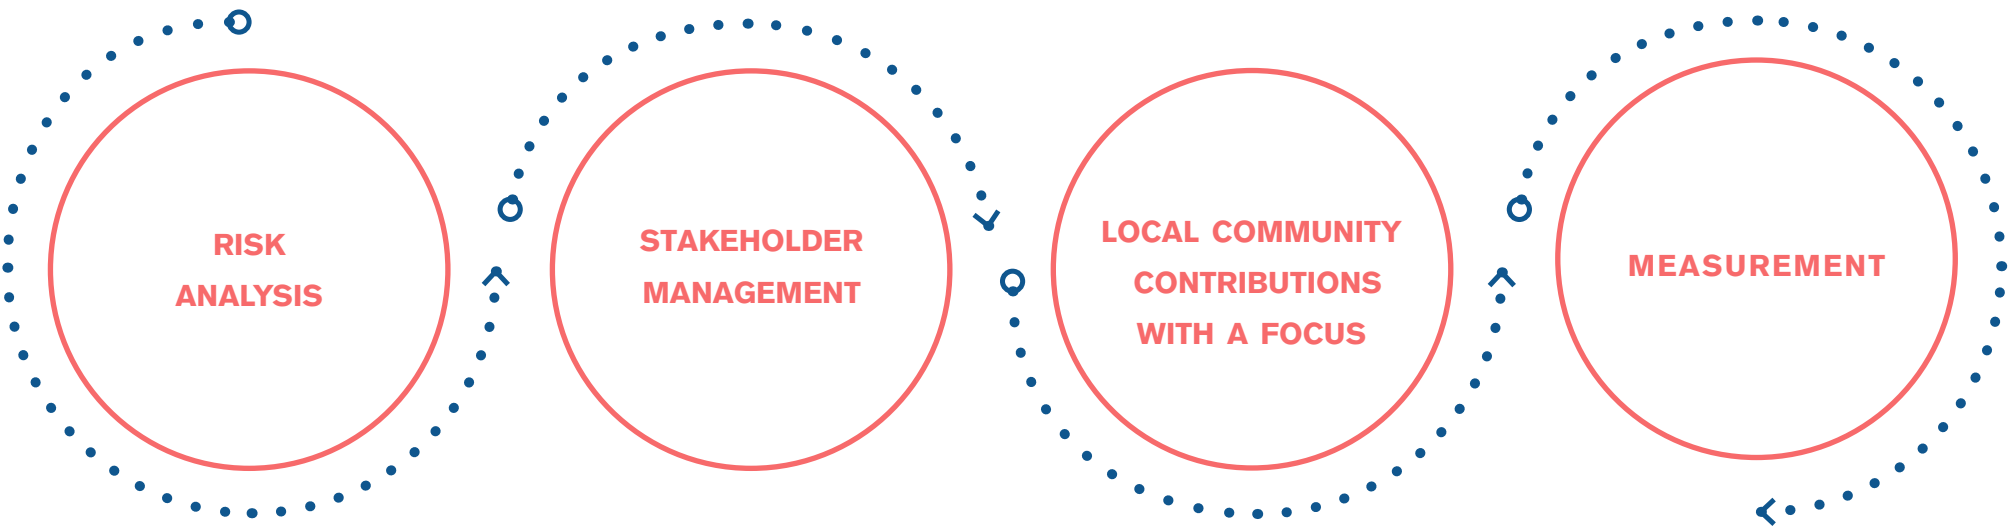 RISK
ANALYSIS
STAKEHOLDER
MANAGEMENT
LOCAL COMMUNITY
CONTRIBUTIONS
WITH A FOCUS
MEASUREMENT